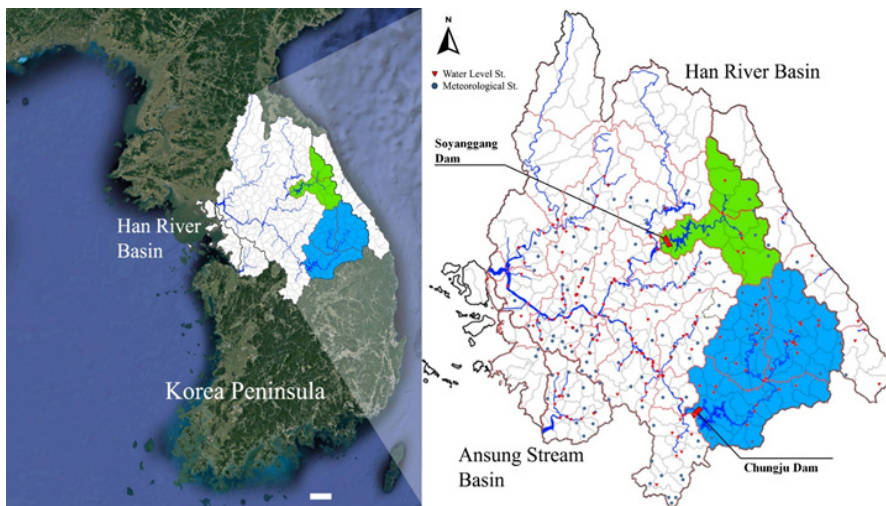 Han River
Basin
Korea Peninsula
N
Water Level St.
Meteorological St.
Han River Basin
Soyanggang
Dam
Ansung Stream
Basin
Chungju Dam